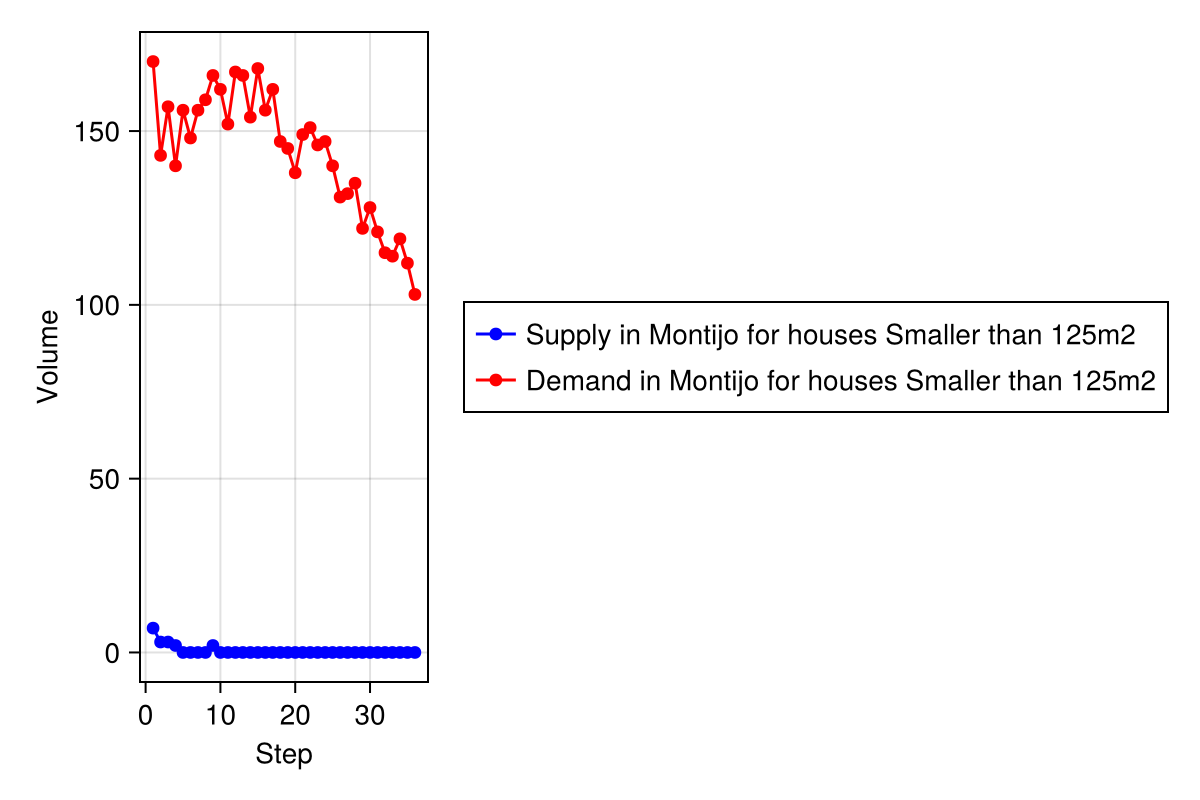 Volume
150
100
50
0
0 10 20 30
Step
Supply in Montijo for houses Smaller than 125m2
Demand in Montijo for houses Smaller than 125m2